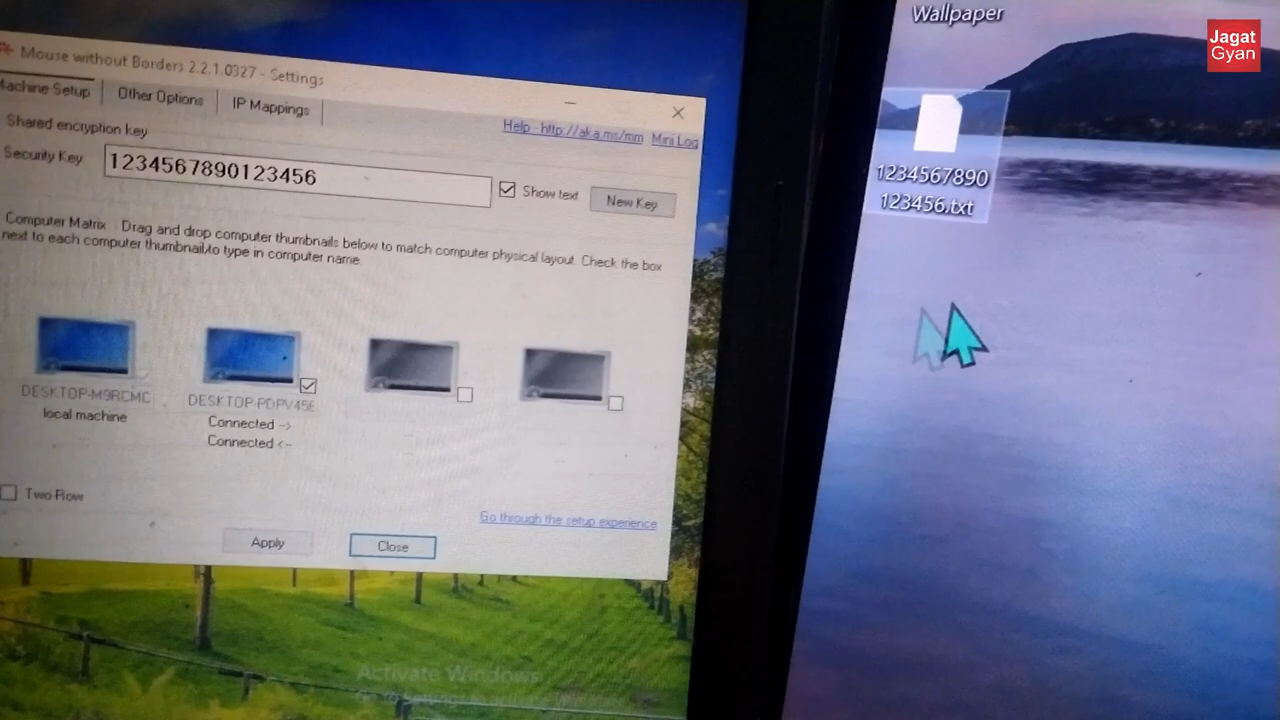 Mouse without Borders 2.2.1.0327 - Settings
Machine Setup
Other Options
IP Mappings
Shared encryption key
Help - http://aka.ms/mm
Mini Log
Security Key
1234567890123456
Show text
New Key
Computer Matrix
Drag and drop computer thumbnails below to match computer physical layout. Check the box
next to each computer thumbnail to type in computer name.
DESKTOP-M9RCMC
local machine
DESKTOP-PDPV45E
Connected -->
Connected <--
Two Row
Go through the setup experience
Apply
Close
Activate Windows
Wallpaper
1234567890
123456.txt
Jagat
Gyan